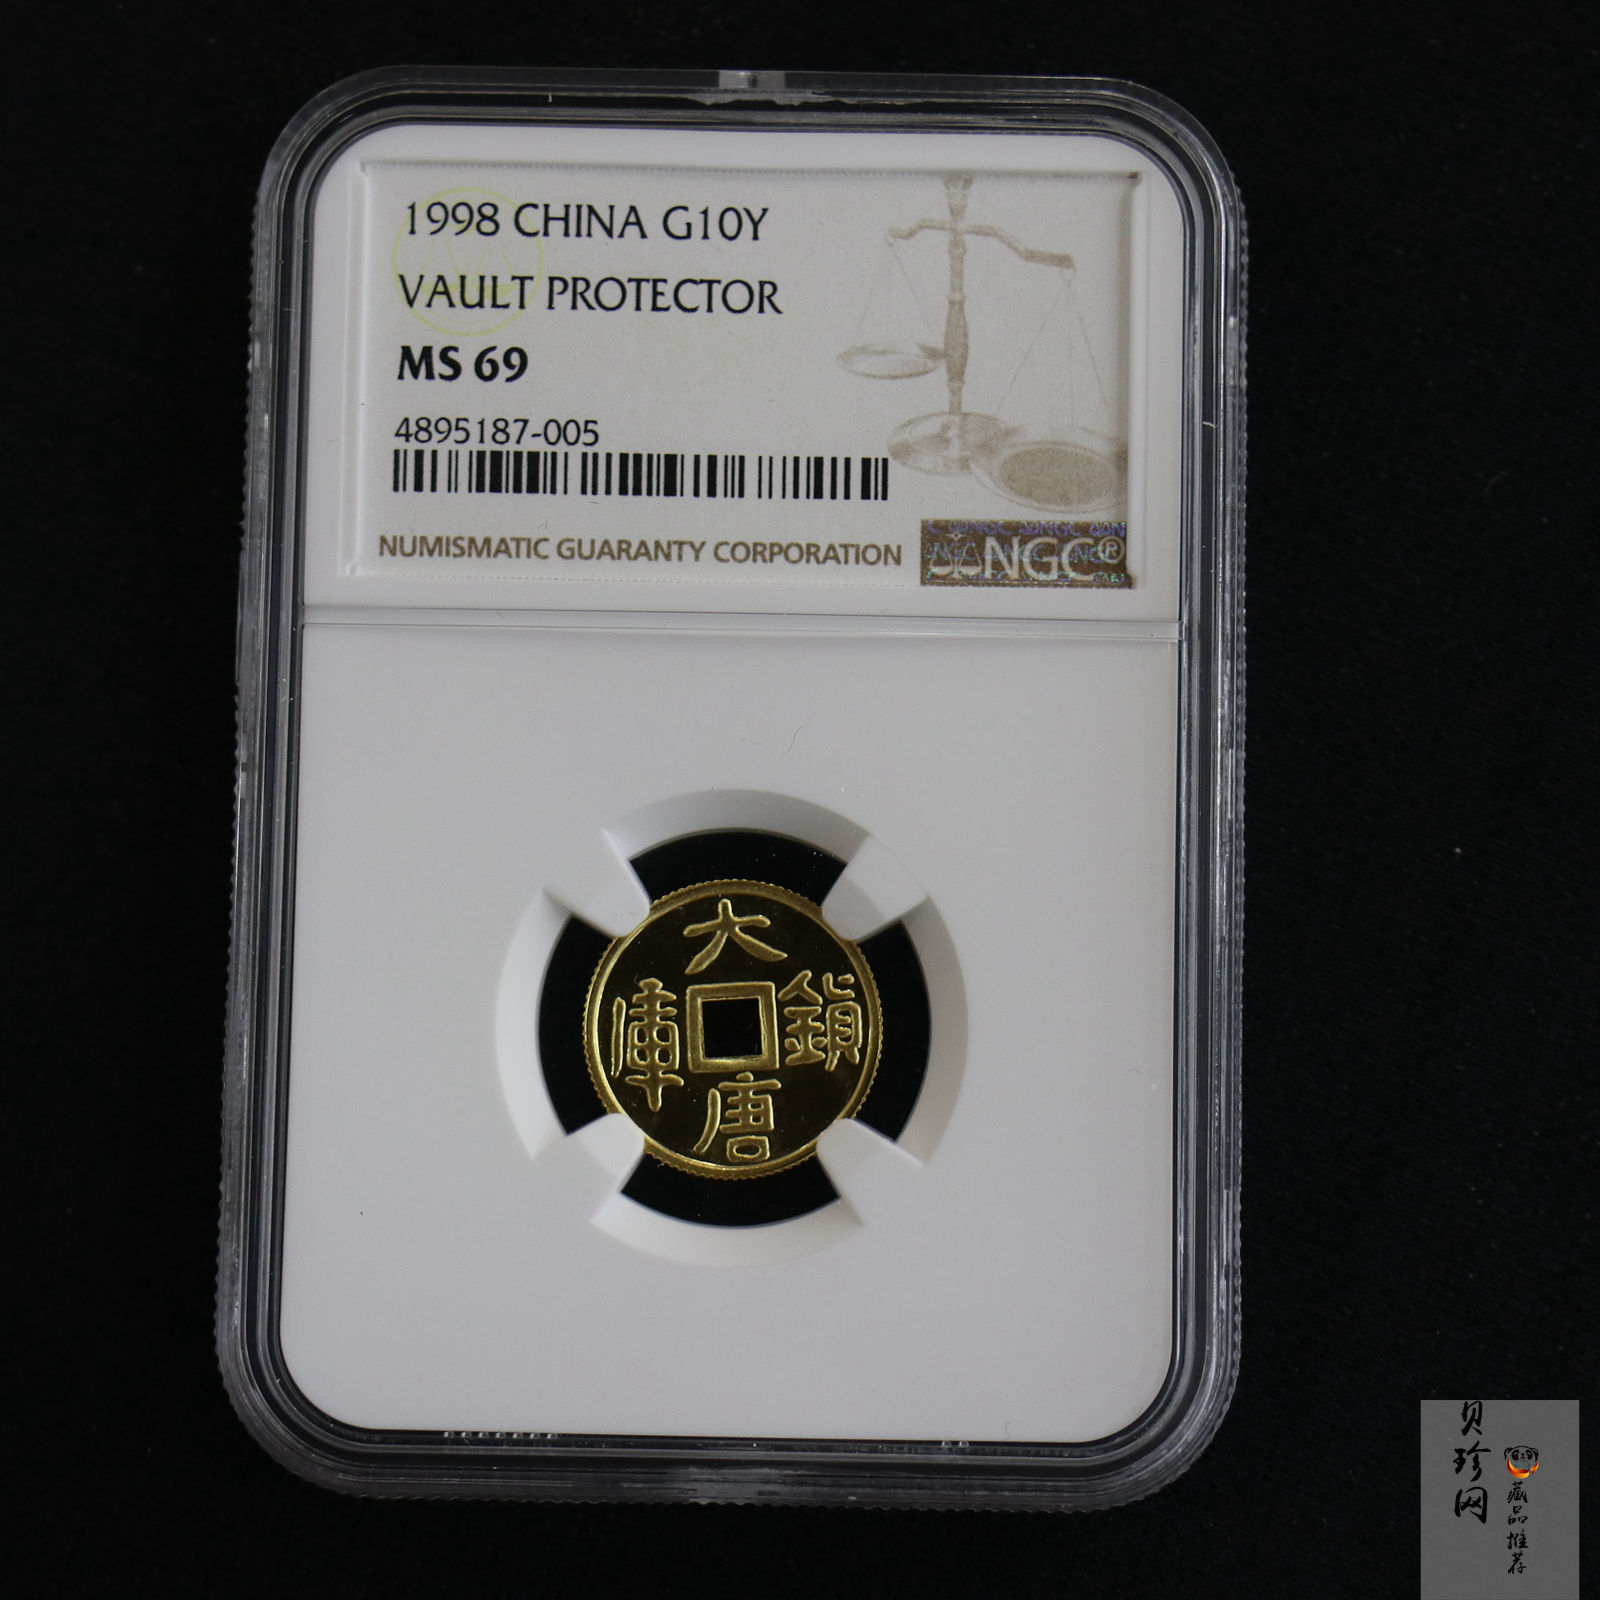 1998 CHINA G10Y
VAULT PROTECTOR
MS 69
4895187-005
NUMISMATIC GUARANTY CORPORATION
NGC®
大
庫 鎮
唐
贝珍网
藏品推荐